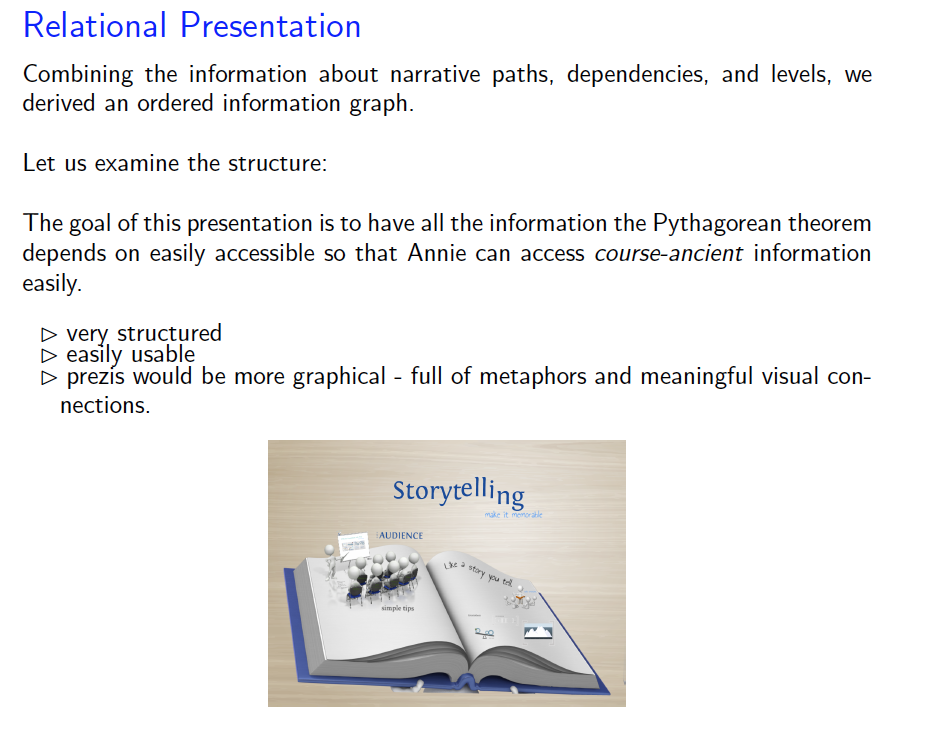 Relational Presentation
Combining the information about narrative paths, dependencies, and levels, we
derived an ordered information graph.
Let us examine the structure:
The goal of this presentation is to have all the information the Pythagorean theorem
depends on easily accessible so that Annie can access course-ancient information
easily.
▷ very structured
▷ easily usable
▷ prezis would be more graphical - full of metaphors and meaningful visual con-
nections.
Storytelling
make it memorable
AUDIENCE
Like a story you tell
simple tips